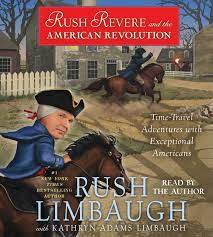 RUSH REVERE and the
AMERICAN REVOLUTION
Time-Travel
Adventures with
Exceptional
Americans
#1 NEW YORK
TIMES
BESTSELLING
AUTHOR
READ BY
THE AUTHOR
RUSH
LIMBAUGH
with KATHRYN ADAMS LIMBAUGH